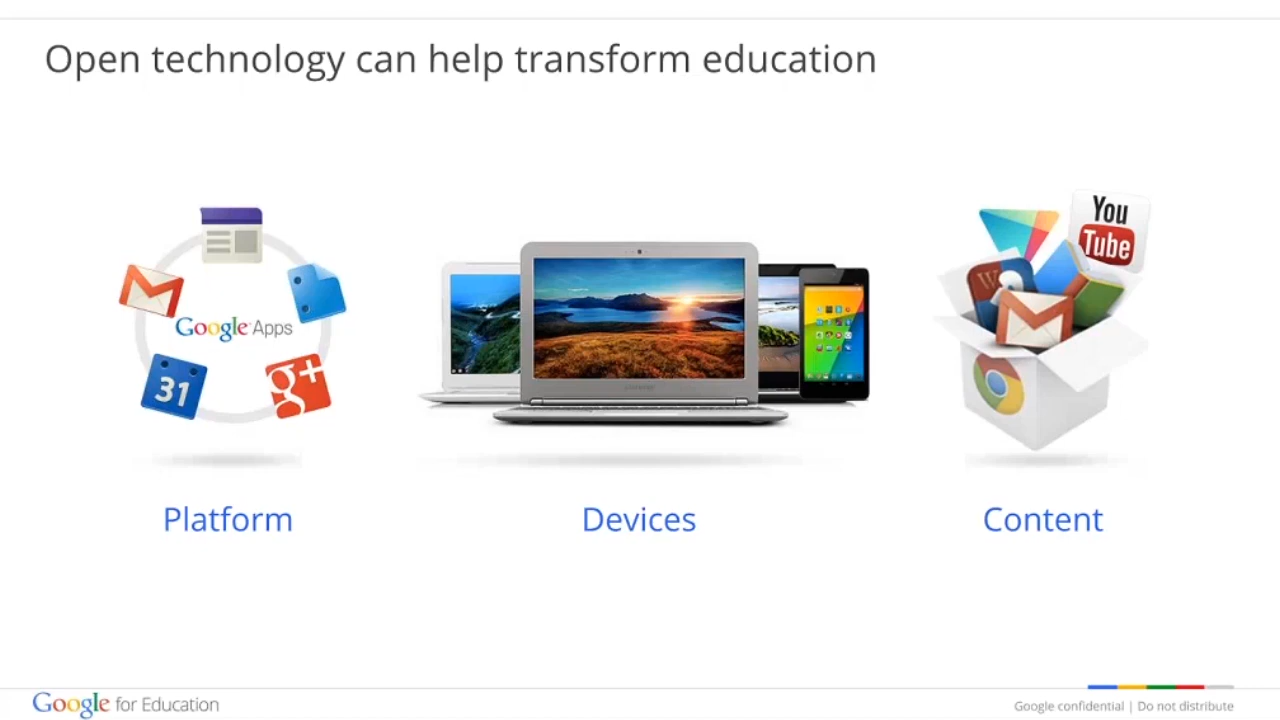 Open technology can help transform education
You
Tube
Google Apps
31
g+
W
Platform
Devices
Content
Google for Education
Google confidential | Do not distribute